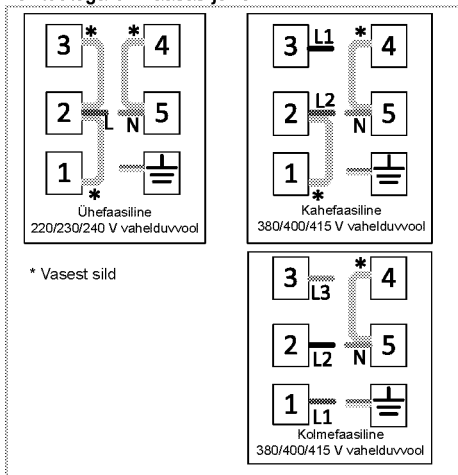 3 * * 4
2 L N 5
1 *
Ühefaasiline
220/230/240 V vahelduvvool
3 L1 * 4
2 L2 N 5
1 *
Kahefaasiline
380/400/415 V vahelduvvool
* Vasest sild
3 L3 * 4
2 L2 N 5
1 L1
Kolmefaasiline
380/400/415 V vahelduvvool